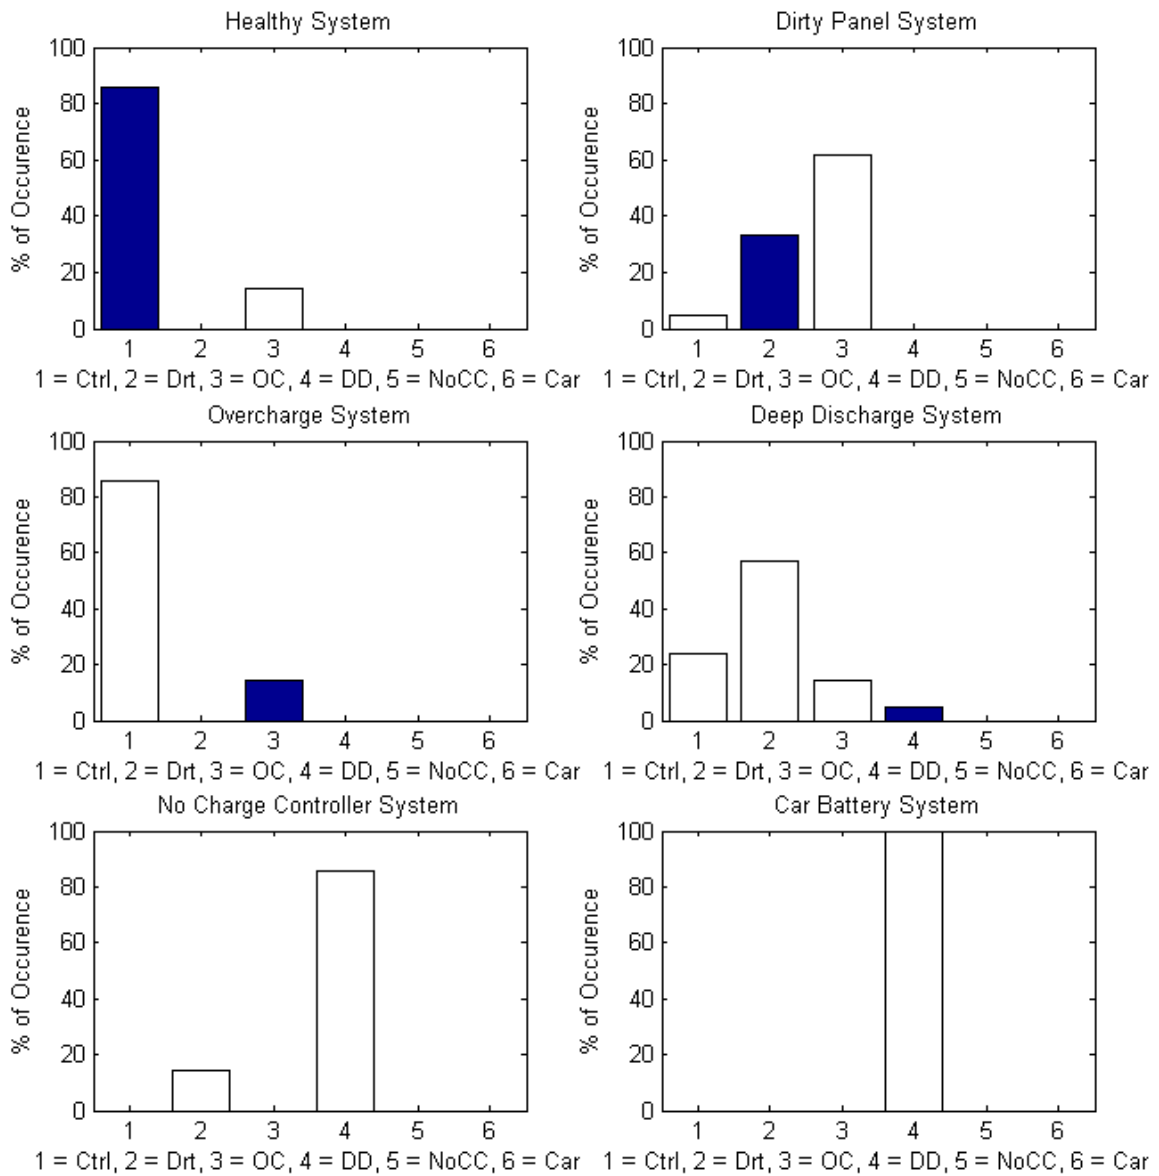 Healthy System
100
80
60
40
20
0
% of Occurence
1 2 3 4 5 6
1 = Ctrl, 2 = Drt, 3 = OC, 4 = DD, 5 = NoCC, 6 = Car
Dirty Panel System
100
80
60
40
20
0
% of Occurence
1 2 3 4 5 6
1 = Ctrl, 2 = Drt, 3 = OC, 4 = DD, 5 = NoCC, 6 = Car
Overcharge System
100
80
60
40
20
0
% of Occurence
1 2 3 4 5 6
1 = Ctrl, 2 = Drt, 3 = OC, 4 = DD, 5 = NoCC, 6 = Car
Deep Discharge System
100
80
60
40
20
0
% of Occurence
1 2 3 4 5 6
1 = Ctrl, 2 = Drt, 3 = OC, 4 = DD, 5 = NoCC, 6 = Car
No Charge Controller System
100
80
60
40
20
0
% of Occurence
1 2 3 4 5 6
1 = Ctrl, 2 = Drt, 3 = OC, 4 = DD, 5 = NoCC, 6 = Car
Car Battery System
100
80
60
40
20
0
% of Occurence
1 2 3 4 5 6
1 = Ctrl, 2 = Drt, 3 = OC, 4 = DD, 5 = NoCC, 6 = Car